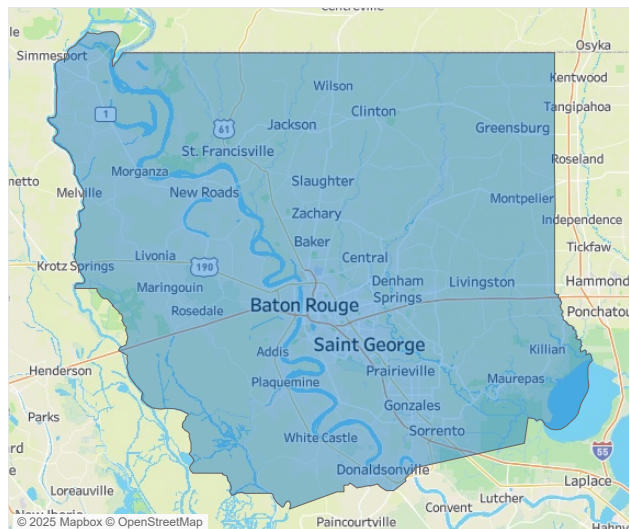 Centreville
Osyka
Simmesport
Kentwood
Wilson
Tangipahoa
1
Clinton
61
Jackson
Greensburg
St. Francisville
Roseland
Morganza
Slaughter
Melville
New Roads
Montpelier
Zachary
Independence
Baker
Tickfaw
Livonia
Central
Krotz Springs
190
Denham
Springs
Livingston
Hammond
Maringouin
Baton Rouge
Rosedale
Ponchatou
Saint George
Addis
Killian
Henderson
Prairieville
Plaquemine
Maurepas
Gonzales
Parks
White Castle
Sorrento
55
Donaldsonville
Laplace
Loreauville
Lutcher
Convent
Paincourtville
© 2025 Mapbox © OpenStreetMap